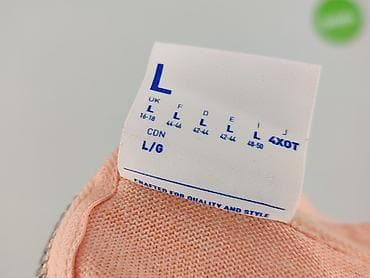 L
UK F D E I J
L L L L L 4XOT
16-18 44-46 42-44 42-44 48-50
CDN
L/G
CRAFTED FOR QUALITY AND STYLE